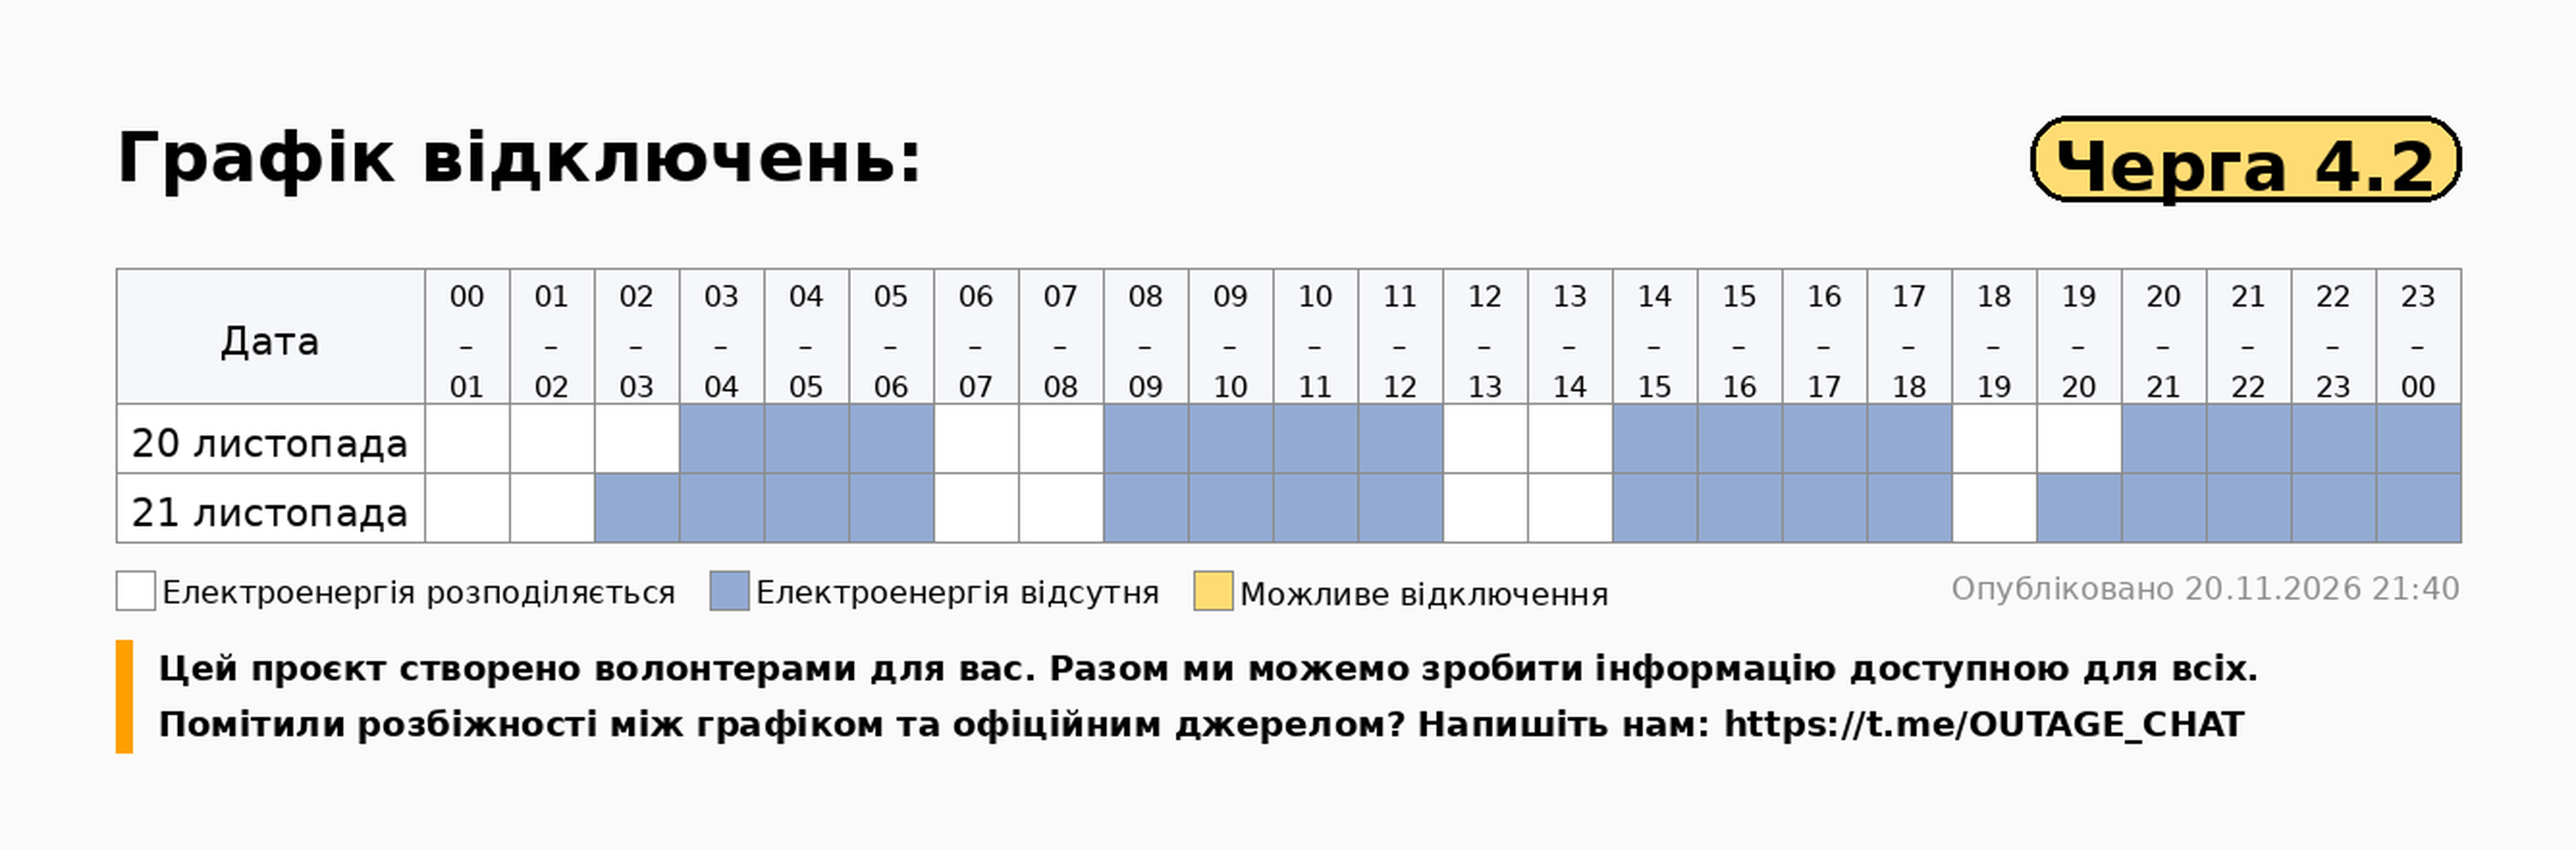 Графік відключень:
Черга 4.2
Дата 00 – 01 01 – 02 02 – 03 03 – 04 04 – 05 05 – 06 06 – 07 07 – 08 08 – 09 09 – 10 10 – 11 11 – 12 12 – 13 13 – 14 14 – 15 15 – 16 16 – 17 17 – 18 18 – 19 19 – 20 20 – 21 21 – 22 22 – 23 23 – 00
20 листопада
21 листопада
Електроенергія розподіляється Електроенергія відсутня Можливе відключення Опубліковано 20.11.2026 21:40
Цей проєкт створено волонтерами для вас. Разом ми можемо зробити інформацію доступною для всіх.
Помітили розбіжності між графіком та офіційним джерелом? Напишіть нам: https://t.me/OUTAGE_CHAT